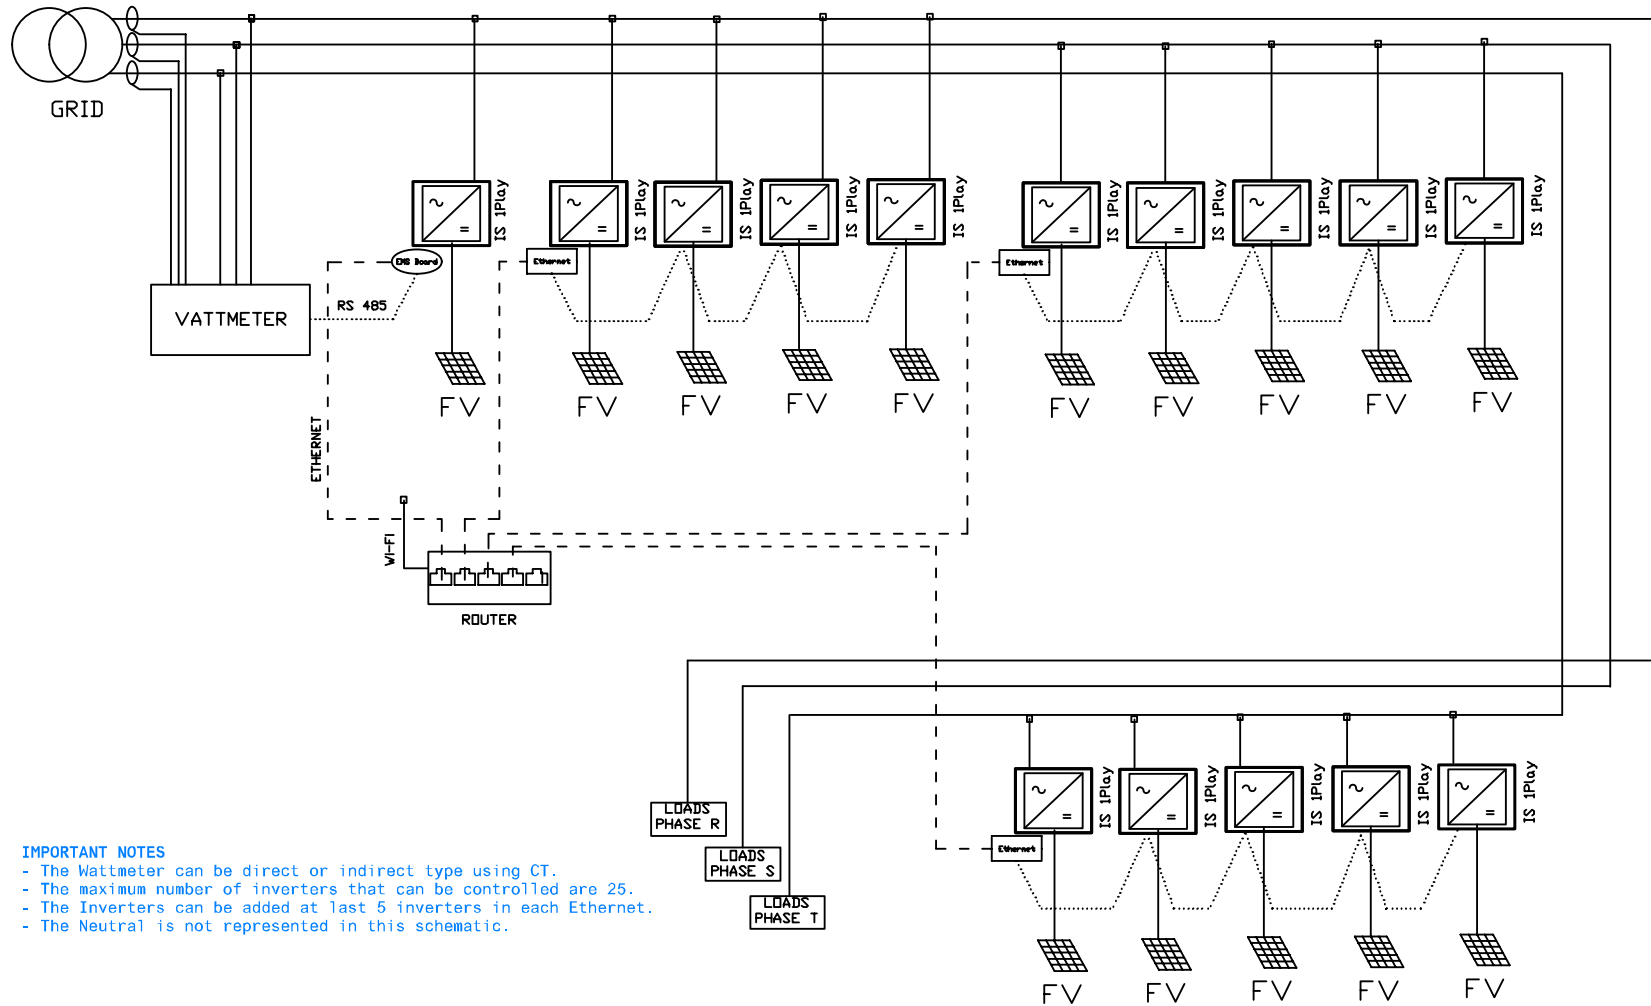 GRID
IS 1Play
IS 1Play
IS 1Play
IS 1Play
IS 1Play
IS 1Play
IS 1Play
IS 1Play
IS 1Play
IS 1Play
EMS Board
Ethernet
Ethernet
RS 485
WATTMETER
FV
FV
FV
FV
FV
FV
FV
FV
FV
FV
ETHERNET
WI-FI
ROUTER
IS 1Play
IS 1Play
IS 1Play
IS 1Play
IS 1Play
LOADS
PHASE R
LOADS
PHASE S
LOADS
PHASE T
Ethernet
FV
FV
FV
FV
FV
IMPORTANT NOTES
- The Wattmeter can be direct or indirect type using CT.
- The maximum number of inverters that can be controlled are 25.
- The Inverters can be added at last 5 inverters in each Ethernet.
- The Neutral is not represented in this schematic.